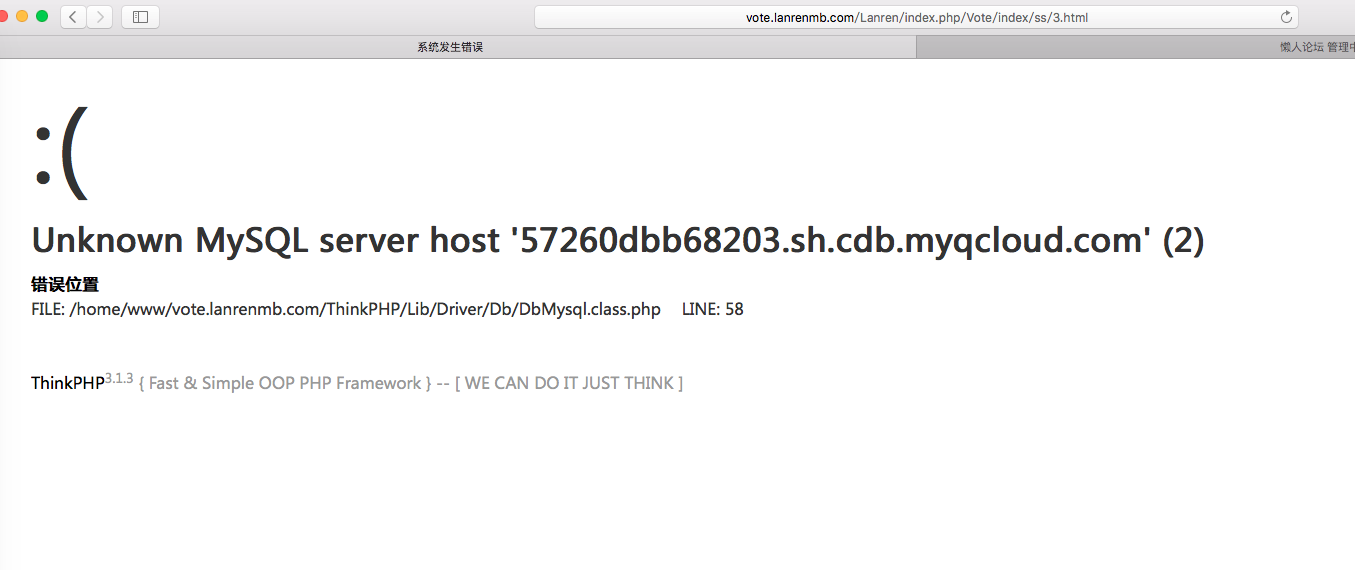 vote.lanrenmb.com/Lanren/index.php/Vote/index/ss/3.html
系统发生错误
懒人论坛 管理中
:(
Unknown MySQL server host '57260dbb68203.sh.cdb.myqcloud.com' (2)
错误位置
FILE: /home/www/vote.lanrenmb.com/ThinkPHP/Lib/Driver/Db/DbMysql.class.php LINE: 58
ThinkPHP3.1.3 { Fast & Simple OOP PHP Framework } -- [ WE CAN DO IT JUST THINK ]